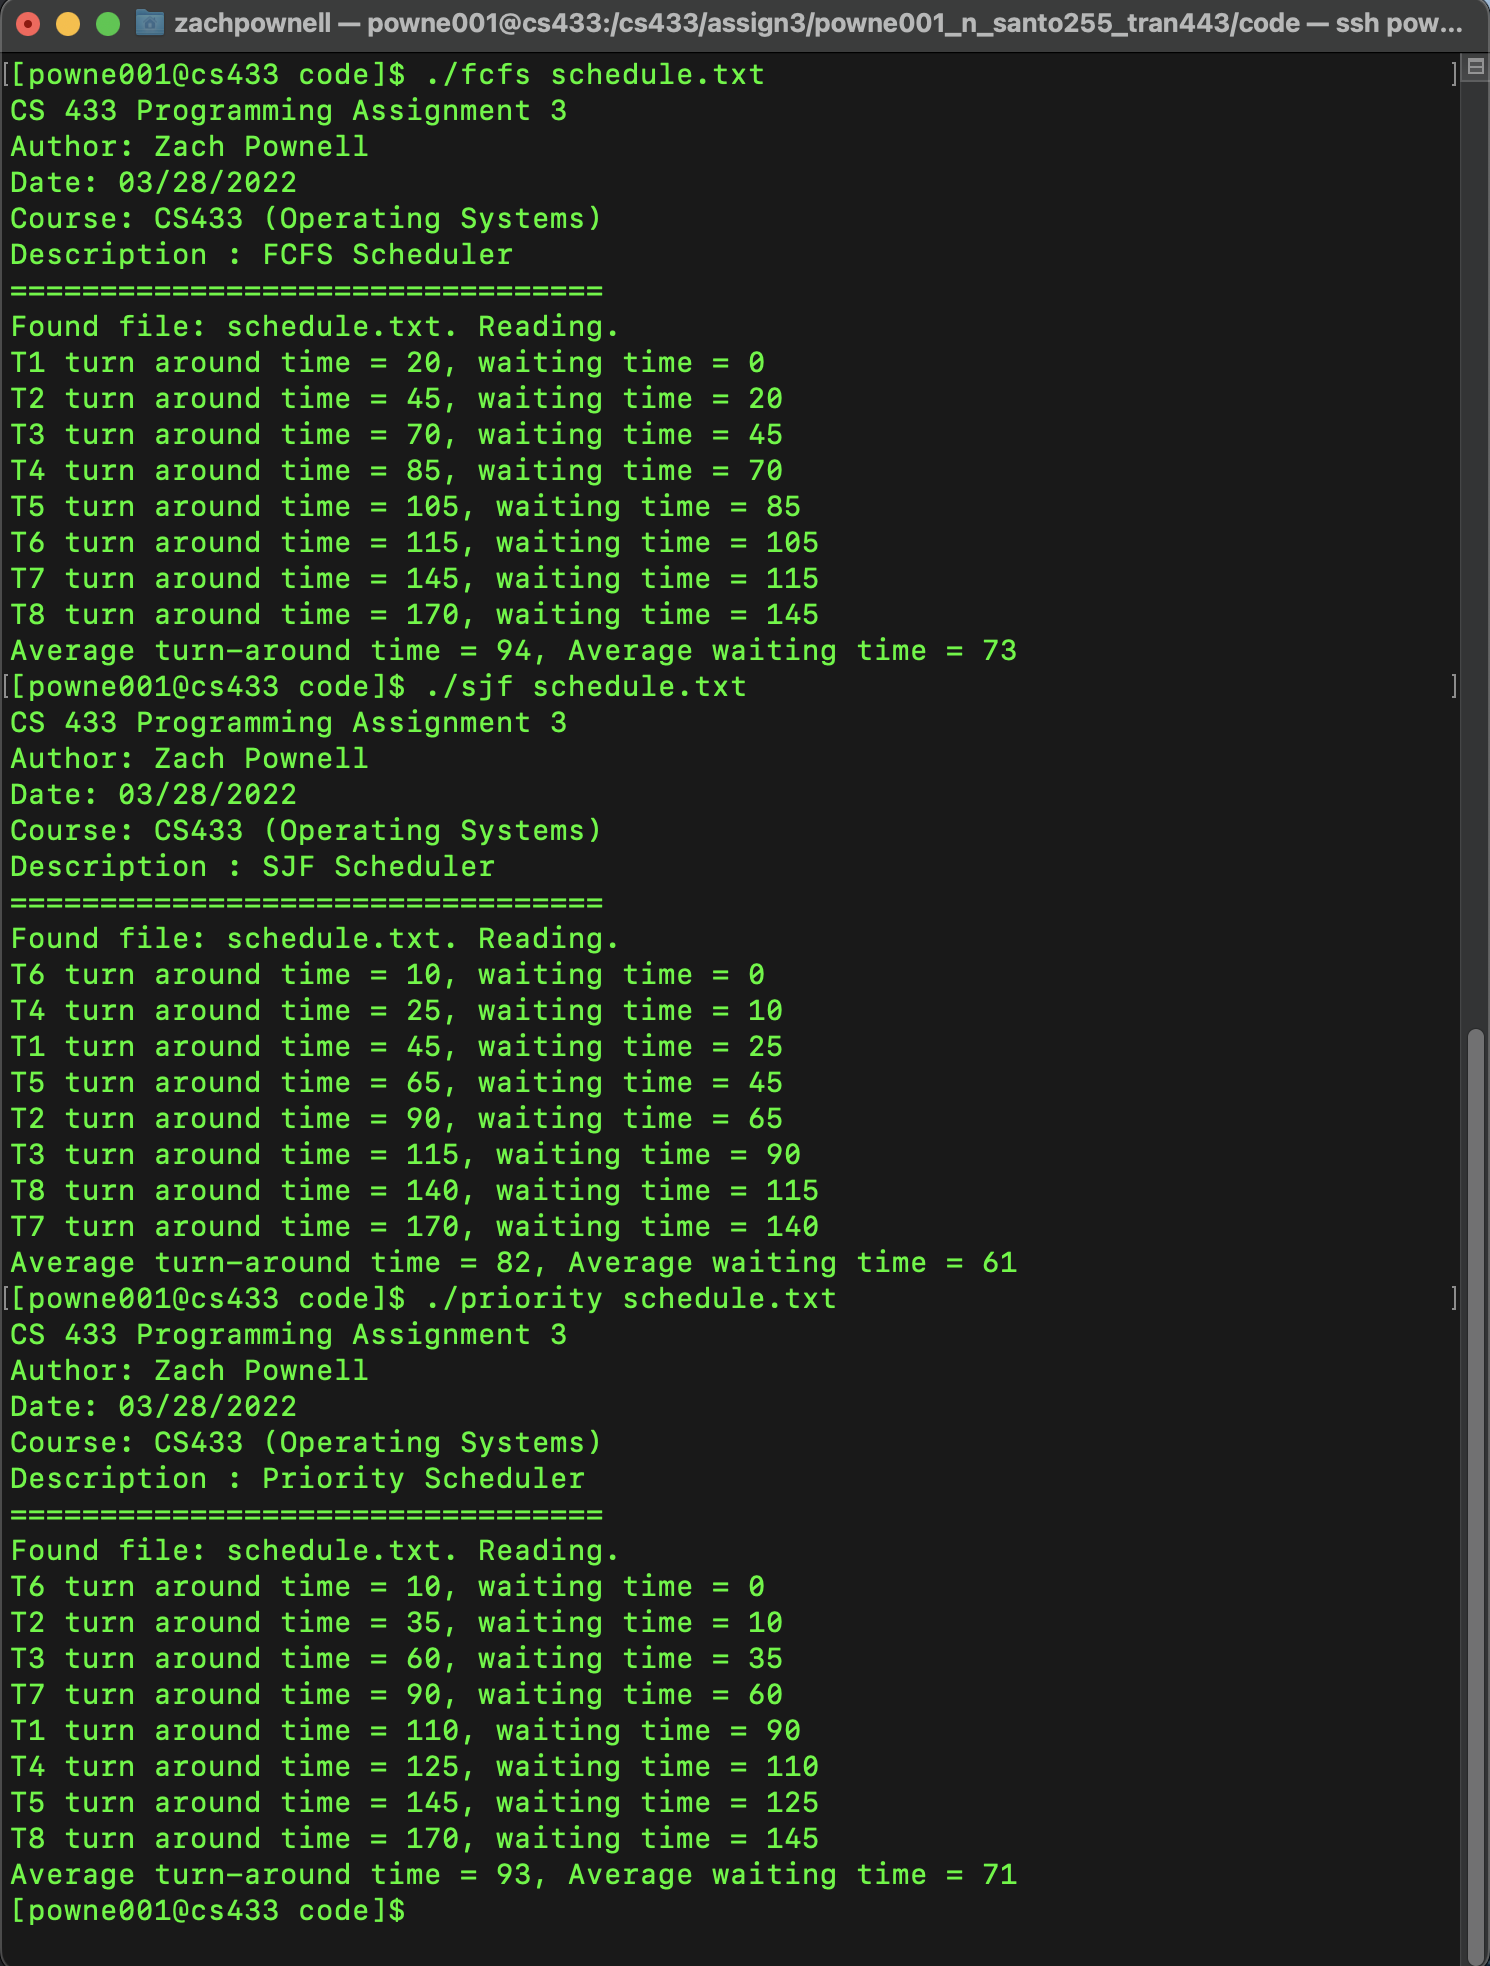 zachpownell — powne001@cs433:/cs433/assign3/powne001_n_santo255_tran443/code — ssh pow...
[[powne001@cs433 code]$ ./fcfs schedule.txt ]
CS 433 Programming Assignment 3
Author: Zach Pownell
Date: 03/28/2022
Course: CS433 (Operating Systems)
Description : FCFS Scheduler
=================================
Found file: schedule.txt. Reading.
T1 turn around time = 20, waiting time = 0
T2 turn around time = 45, waiting time = 20
T3 turn around time = 70, waiting time = 45
T4 turn around time = 85, waiting time = 70
T5 turn around time = 105, waiting time = 85
T6 turn around time = 115, waiting time = 105
T7 turn around time = 145, waiting time = 115
T8 turn around time = 170, waiting time = 145
Average turn-around time = 94, Average waiting time = 73
[[powne001@cs433 code]$ ./sjf schedule.txt ]
CS 433 Programming Assignment 3
Author: Zach Pownell
Date: 03/28/2022
Course: CS433 (Operating Systems)
Description : SJF Scheduler
=================================
Found file: schedule.txt. Reading.
T6 turn around time = 10, waiting time = 0
T4 turn around time = 25, waiting time = 10
T1 turn around time = 45, waiting time = 25
T5 turn around time = 65, waiting time = 45
T2 turn around time = 90, waiting time = 65
T3 turn around time = 115, waiting time = 90
T8 turn around time = 140, waiting time = 115
T7 turn around time = 170, waiting time = 140
Average turn-around time = 82, Average waiting time = 61
[[powne001@cs433 code]$ ./priority schedule.txt ]
CS 433 Programming Assignment 3
Author: Zach Pownell
Date: 03/28/2022
Course: CS433 (Operating Systems)
Description : Priority Scheduler
=================================
Found file: schedule.txt. Reading.
T6 turn around time = 10, waiting time = 0
T2 turn around time = 35, waiting time = 10
T3 turn around time = 60, waiting time = 35
T7 turn around time = 90, waiting time = 60
T1 turn around time = 110, waiting time = 90
T4 turn around time = 125, waiting time = 110
T5 turn around time = 145, waiting time = 125
T8 turn around time = 170, waiting time = 145
Average turn-around time = 93, Average waiting time = 71
[powne001@cs433 code]$